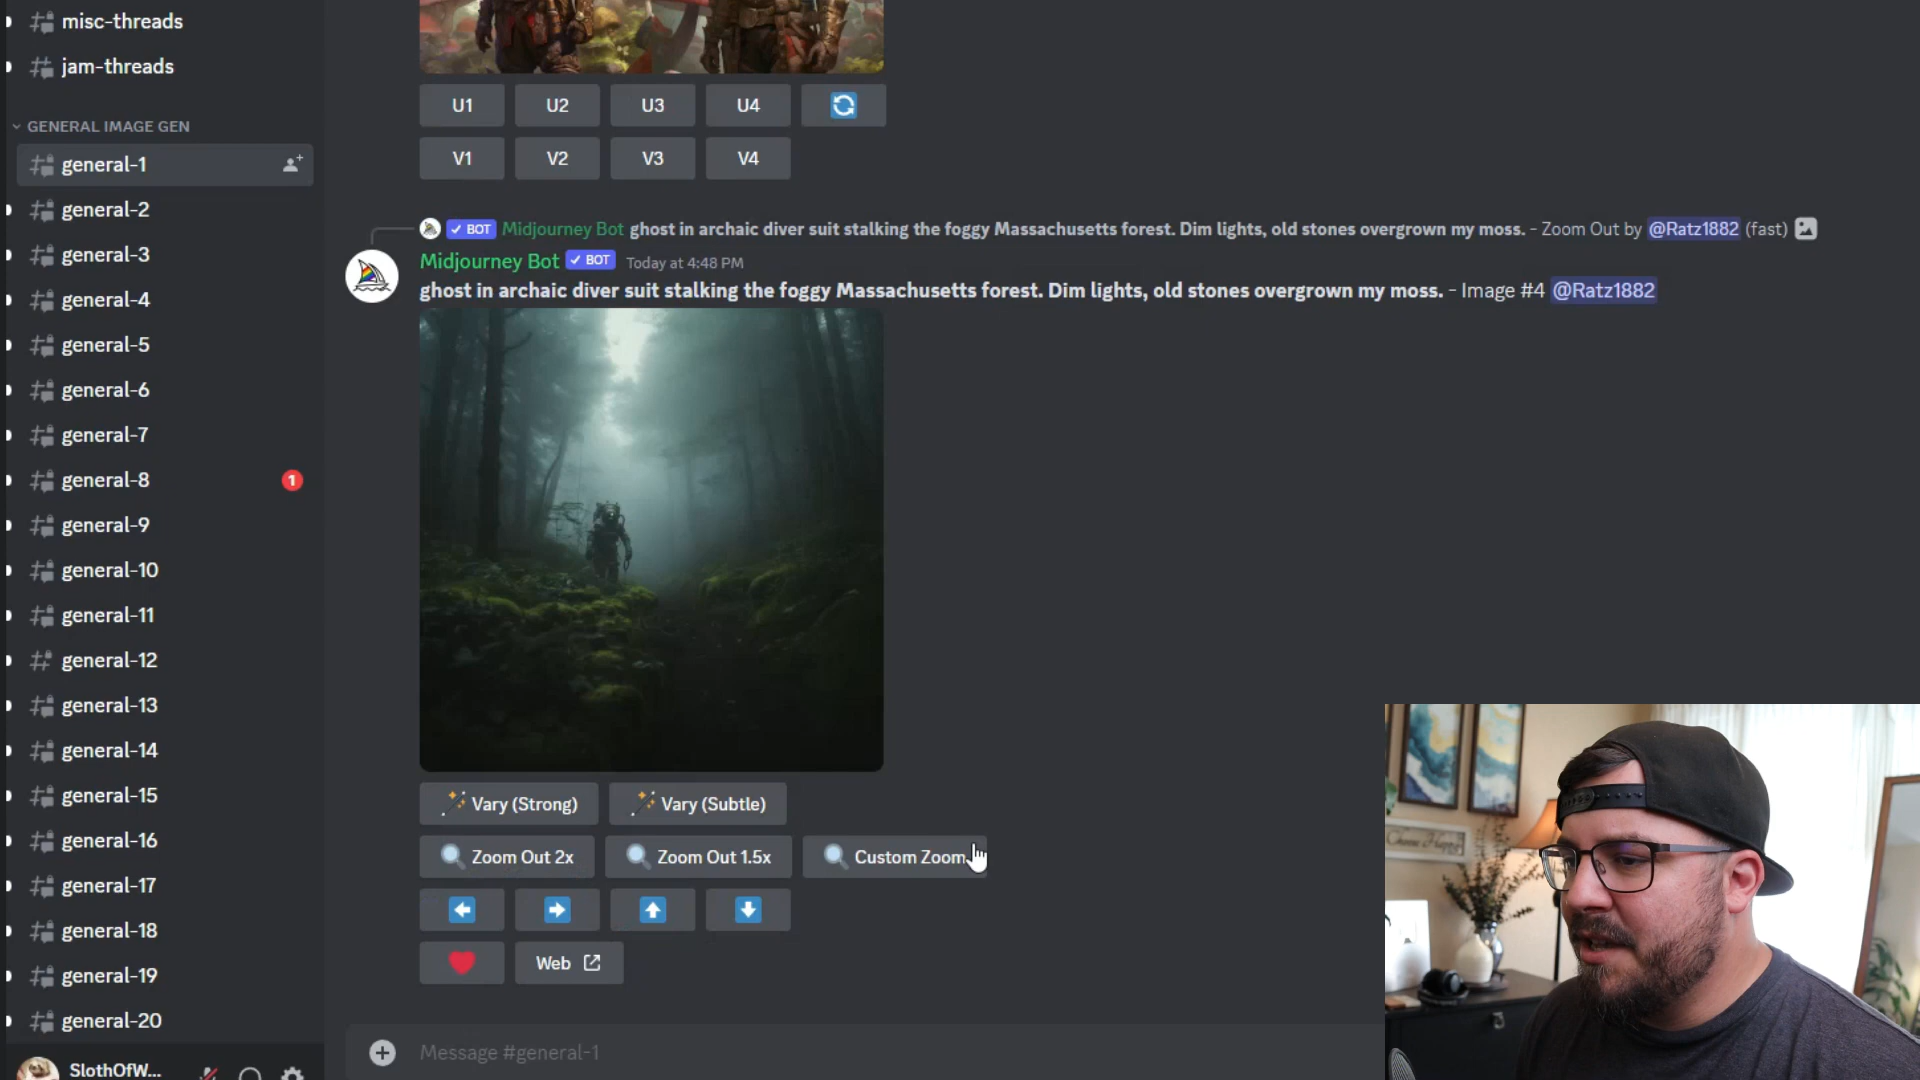 misc-threads
jam-threads
GENERAL IMAGE GEN
general-1
general-2
general-3
general-4
general-5
general-6
general-7
general-8
1
general-9
general-10
general-11
general-12
general-13
general-14
general-15
general-16
general-17
general-18
general-19
general-20
SlothOfW...
U1 U2 U3 U4
V1 V2 V3 V4
BOT Midjourney Bot ghost in archaic diver suit stalking the foggy Massachusetts forest. Dim lights, old stones overgrown my moss. - Zoom Out by @Ratz1882 (fast)
Midjourney Bot BOT Today at 4:48 PM
ghost in archaic diver suit stalking the foggy Massachusetts forest. Dim lights, old stones overgrown my moss. - Image #4 @Ratz1882
Vary (Strong) Vary (Subtle)
Zoom Out 2x Zoom Out 1.5x Custom Zoom
Web
Message #general-1
Choose Happy